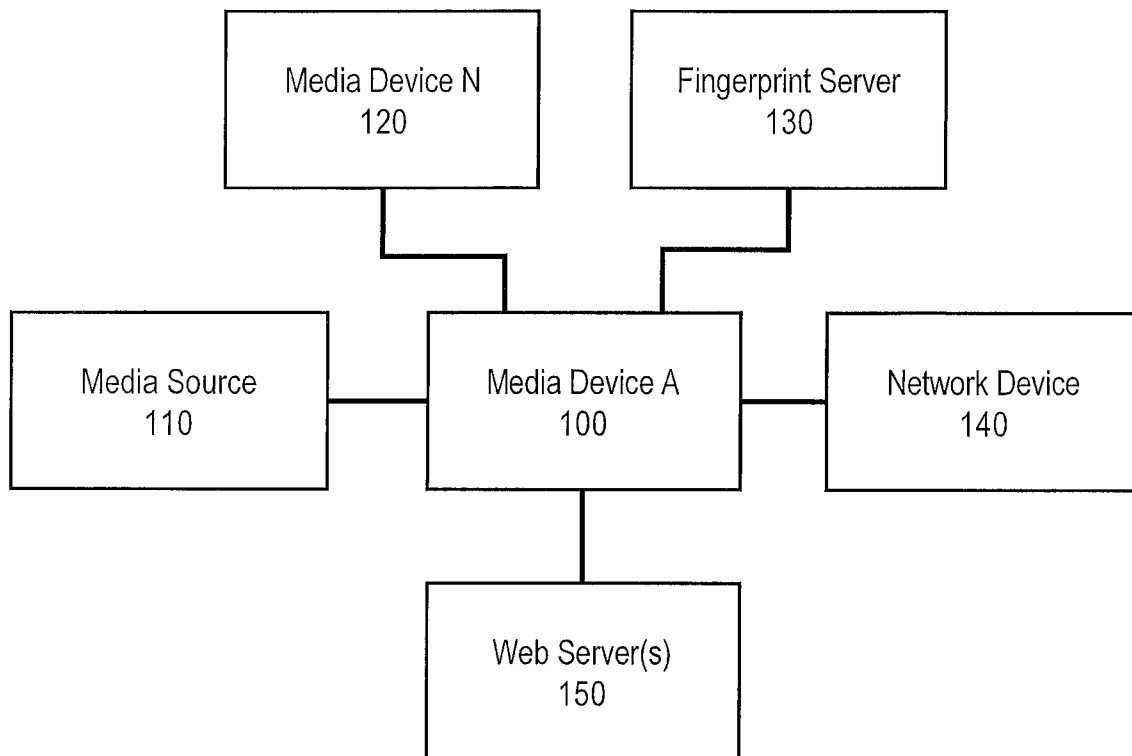 Media Device N
120
Fingerprint Server
130
Media Source
110
Media Device A
100
Network Device
140
Web Server(s)
150